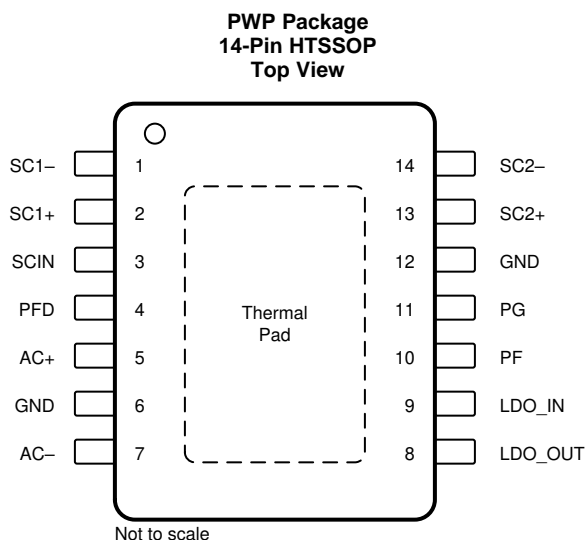 PWP Package
14-Pin HTSSOP
Top View
SC1– 1 14 SC2–
SC1+ 2 13 SC2+
SCIN 3 12 GND
PFD 4 11 PG
AC+ 5 10 PF
GND 6 9 LDO_IN
AC– 7 8 LDO_OUT
Thermal
Pad
Not to scale